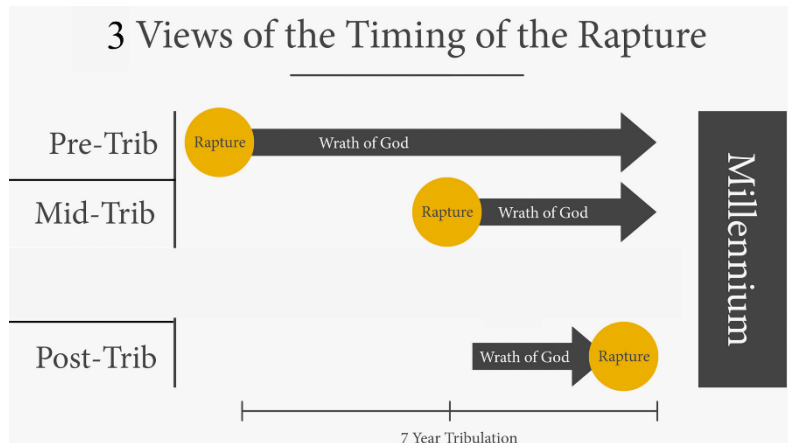 3 Views of the Timing of the Rapture
Pre-Trib
Rapture
Wrath of God
Mid-Trib
Rapture
Wrath of God
Post-Trib
Wrath of God
Rapture
Millennium
7 Year Tribulation